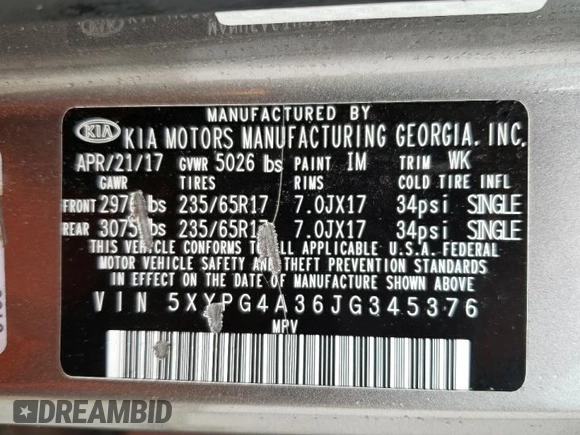 MANUFACTURED BY
KIA KIA MOTORS MANUFACTURING GEORGIA, INC.
APR/21/17 GVWR 5026 lbs PAINT IM TRIM WK
GAWR TIRES RIMS COLD TIRE INFL
FRONT lbs 235/65R17 7.0JX17 34psi SINGLE
REAR 3075 lbs 235/65R17 7.0JX17 34psi SINGLE
THIS VEHICLE CONFORMS TO ALL APPLICABLE U.S.A. FEDERAL
MOTOR VEHICLE SAFETY AND THEFT PREVENTION STANDARDS
IN EFFECT ON THE DATE OF MANUFACTURE SHOWN ABOVE
VIN 5XYPG4A36JG345376
MPV
DREAMBID